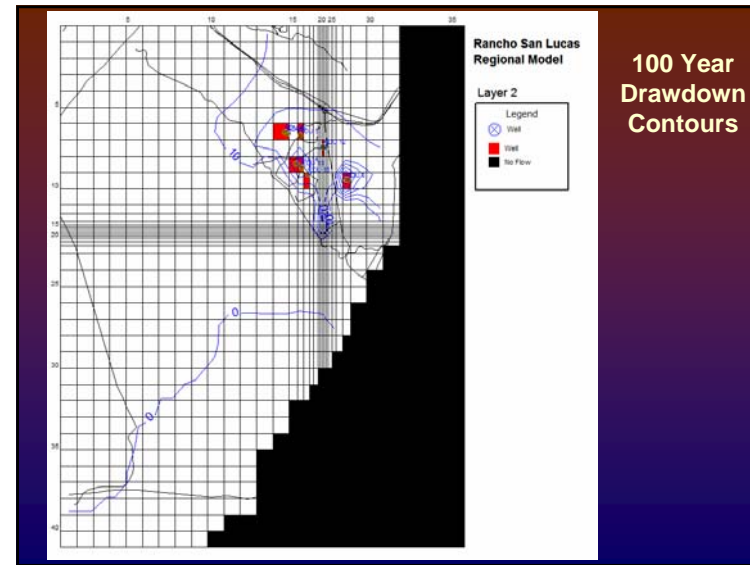 5 10 15 20 25 30 35
Rancho San Lucas
Regional Model
Layer 2
Legend
Well
Well
No Flow
100 Year
Drawdown
Contours
5
10
10
15
20
25
0
30
0
35
40